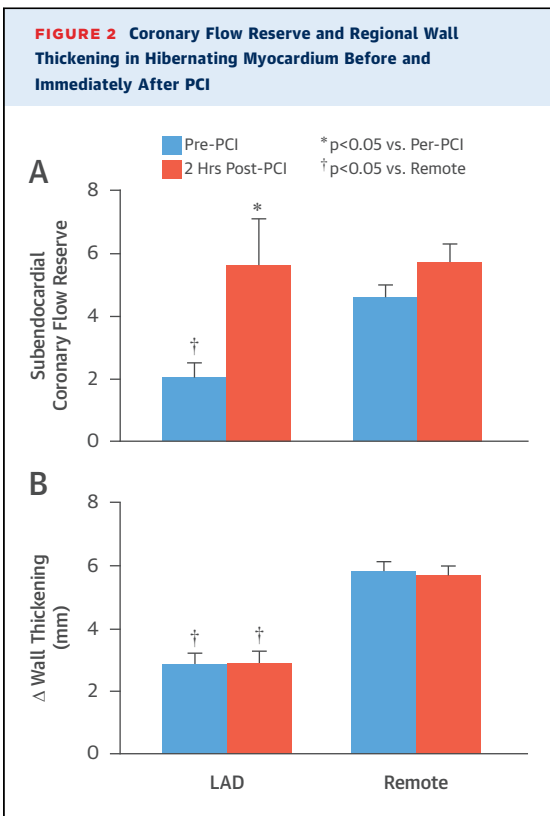 FIGURE 2 Coronary Flow Reserve and Regional Wall
Thickening in Hibernating Myocardium Before and
Immediately After PCI
Pre-PCI
2 Hrs Post-PCI
*p<0.05 vs. Per-PCI
†p<0.05 vs. Remote
A
Subendocardial
Coronary Flow Reserve
8
6
4
2
0
†
*
B
Δ Wall Thickening
(mm)
8
6
4
2
0
†
†
LAD
Remote